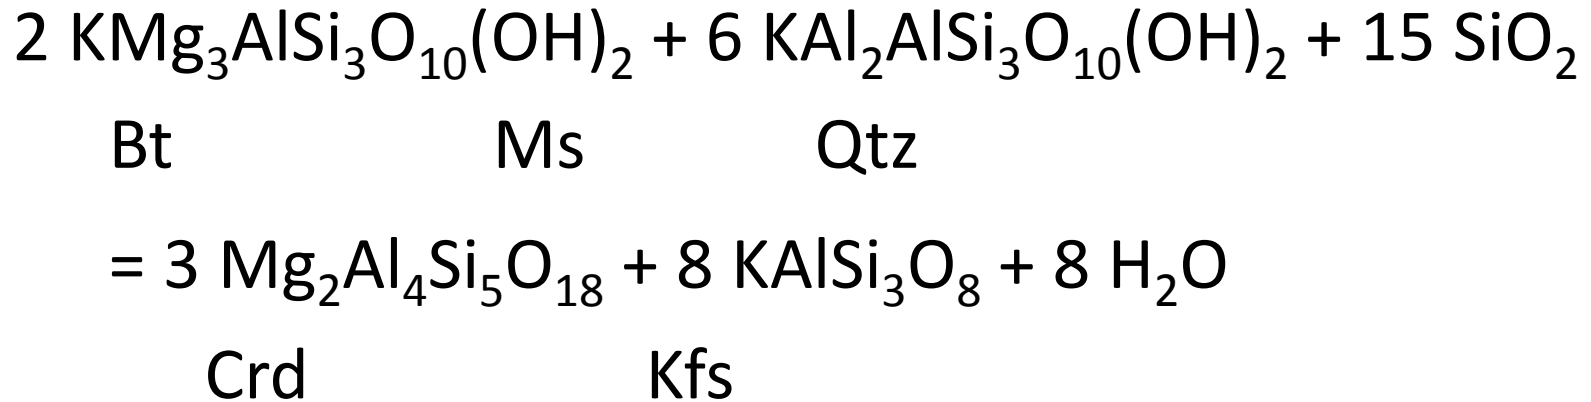 2 KMg₃AlSi₃O₁₀(OH)₂ + 6 KAl₂AlSi₃O₁₀(OH)₂ + 15 SiO₂
Bt Ms Qtz
= 3 Mg₂Al₄Si₅O₁₈ + 8 KAlSi₃O₈ + 8 H₂O
Crd Kfs